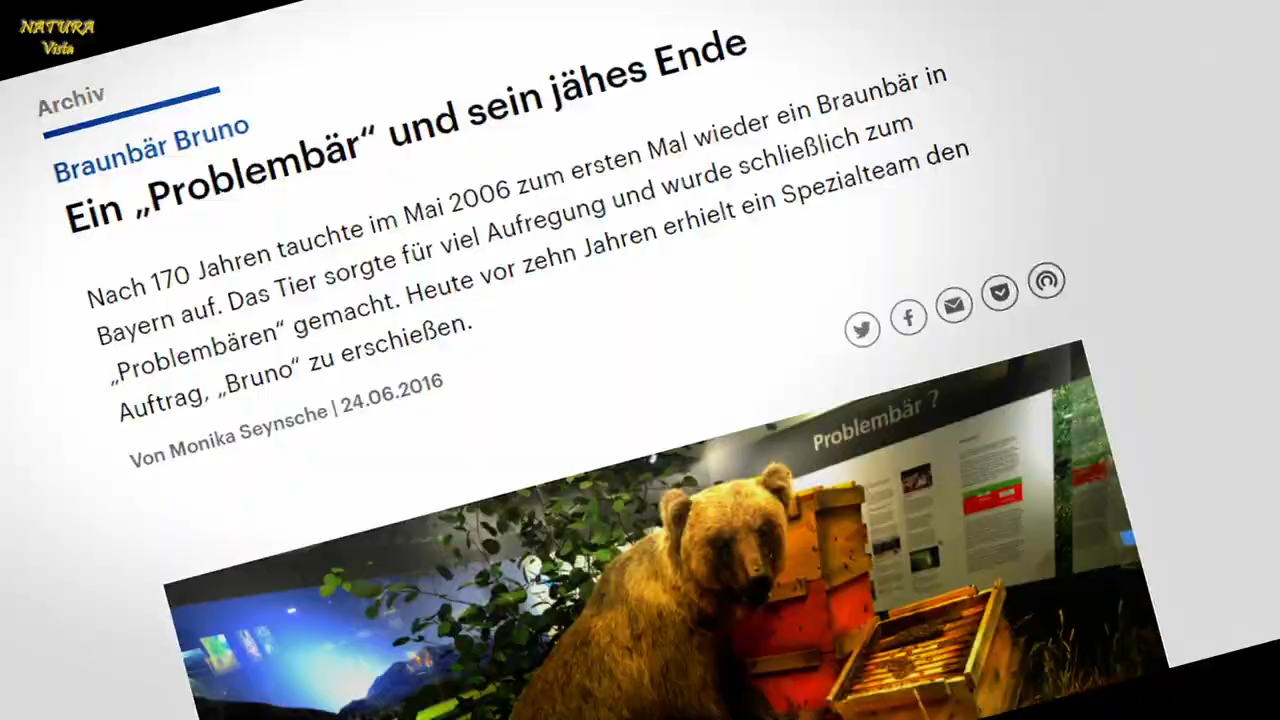 NATURA
Vista
Archiv
Braunbär Bruno
Ein „Problembär“ und sein jähes Ende
Nach 170 Jahren tauchte im Mai 2006 zum ersten Mal wieder ein Braunbär in
Bayern auf. Das Tier sorgte für viel Aufregung und wurde schließlich zum
„Problembären“ gemacht. Heute vor zehn Jahren erhielt ein Spezialteam den
Auftrag, „Bruno“ zu erschießen.
Von Monika Seynsche | 24.06.2016
Problembär ?